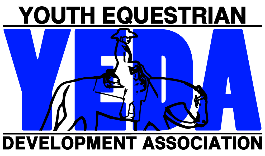 YOUTH EQUESTRIAN
YEDA
DEVELOPMENT ASSOCIATION